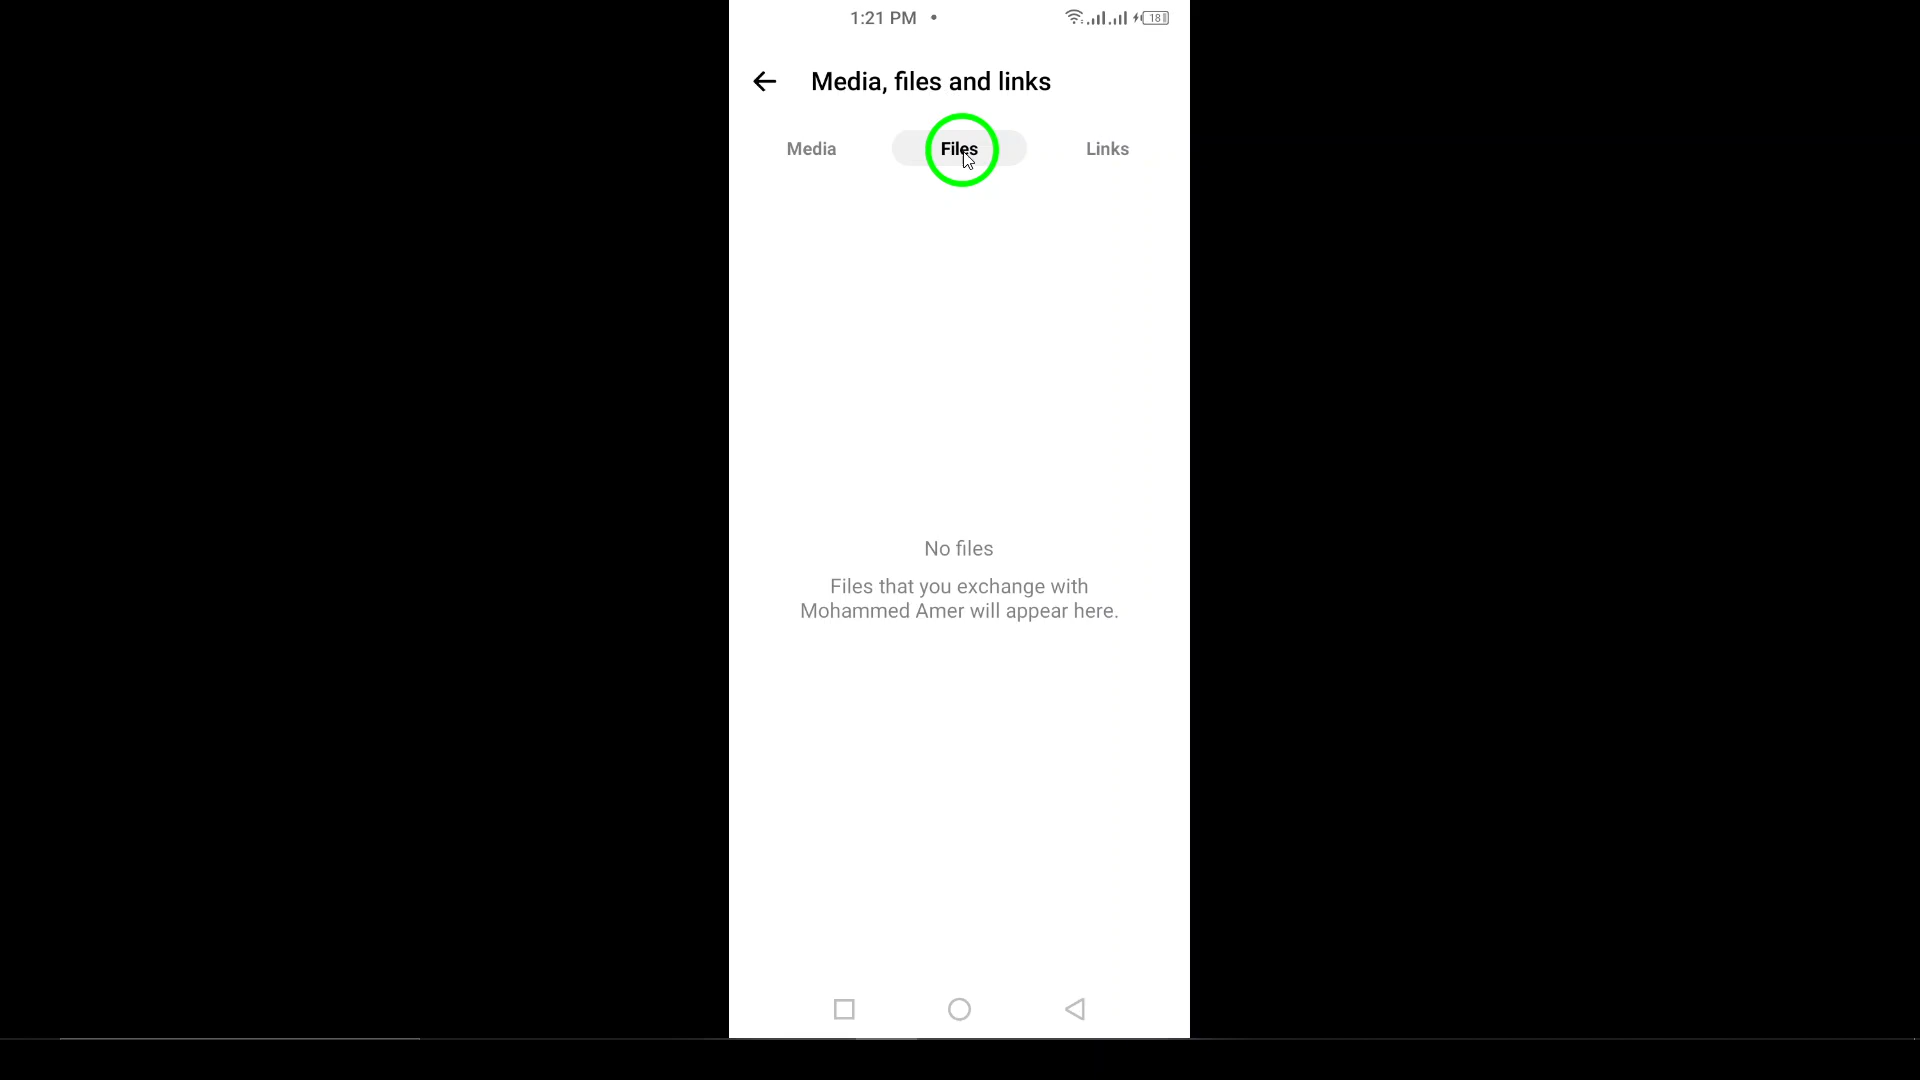 1:21 PM
18
Media, files and links
Media
Files
Links
No files
Files that you exchange with
Mohammed Amer will appear here.